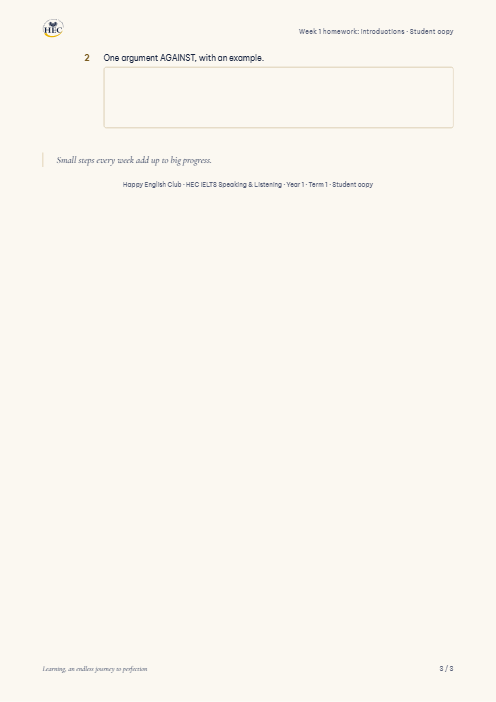 HEC
Week 1 homework: Introductions · Student copy
2 One argument AGAINST, with an example.
Small steps every week add up to big progress.
Happy English Club · HEC IELTS Speaking & Listening · Year 1 · Term 1 · Student copy
Learning, an endless journey to perfection
3 / 3